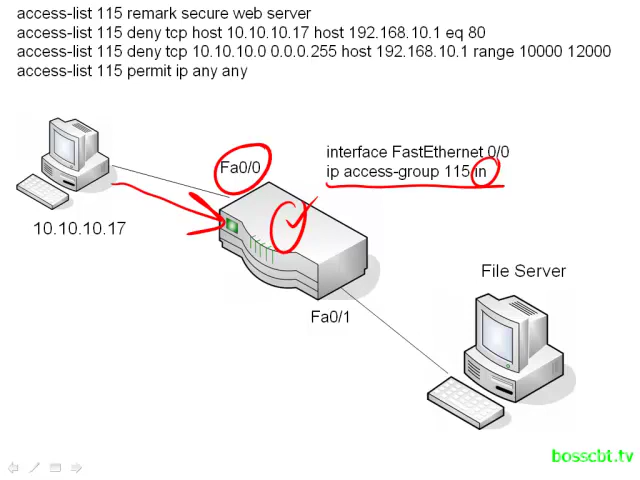 access-list 115 remark secure web server
access-list 115 deny tcp host 10.10.10.17 host 192.168.10.1 eq 80
access-list 115 deny tcp 10.10.10.0 0.0.0.255 host 192.168.10.1 range 10000 12000
access-list 115 permit ip any any
interface FastEthernet 0/0
Fa0/0
ip access-group 115 in
10.10.10.17
File Server
Fa0/1
bosscbt.tv